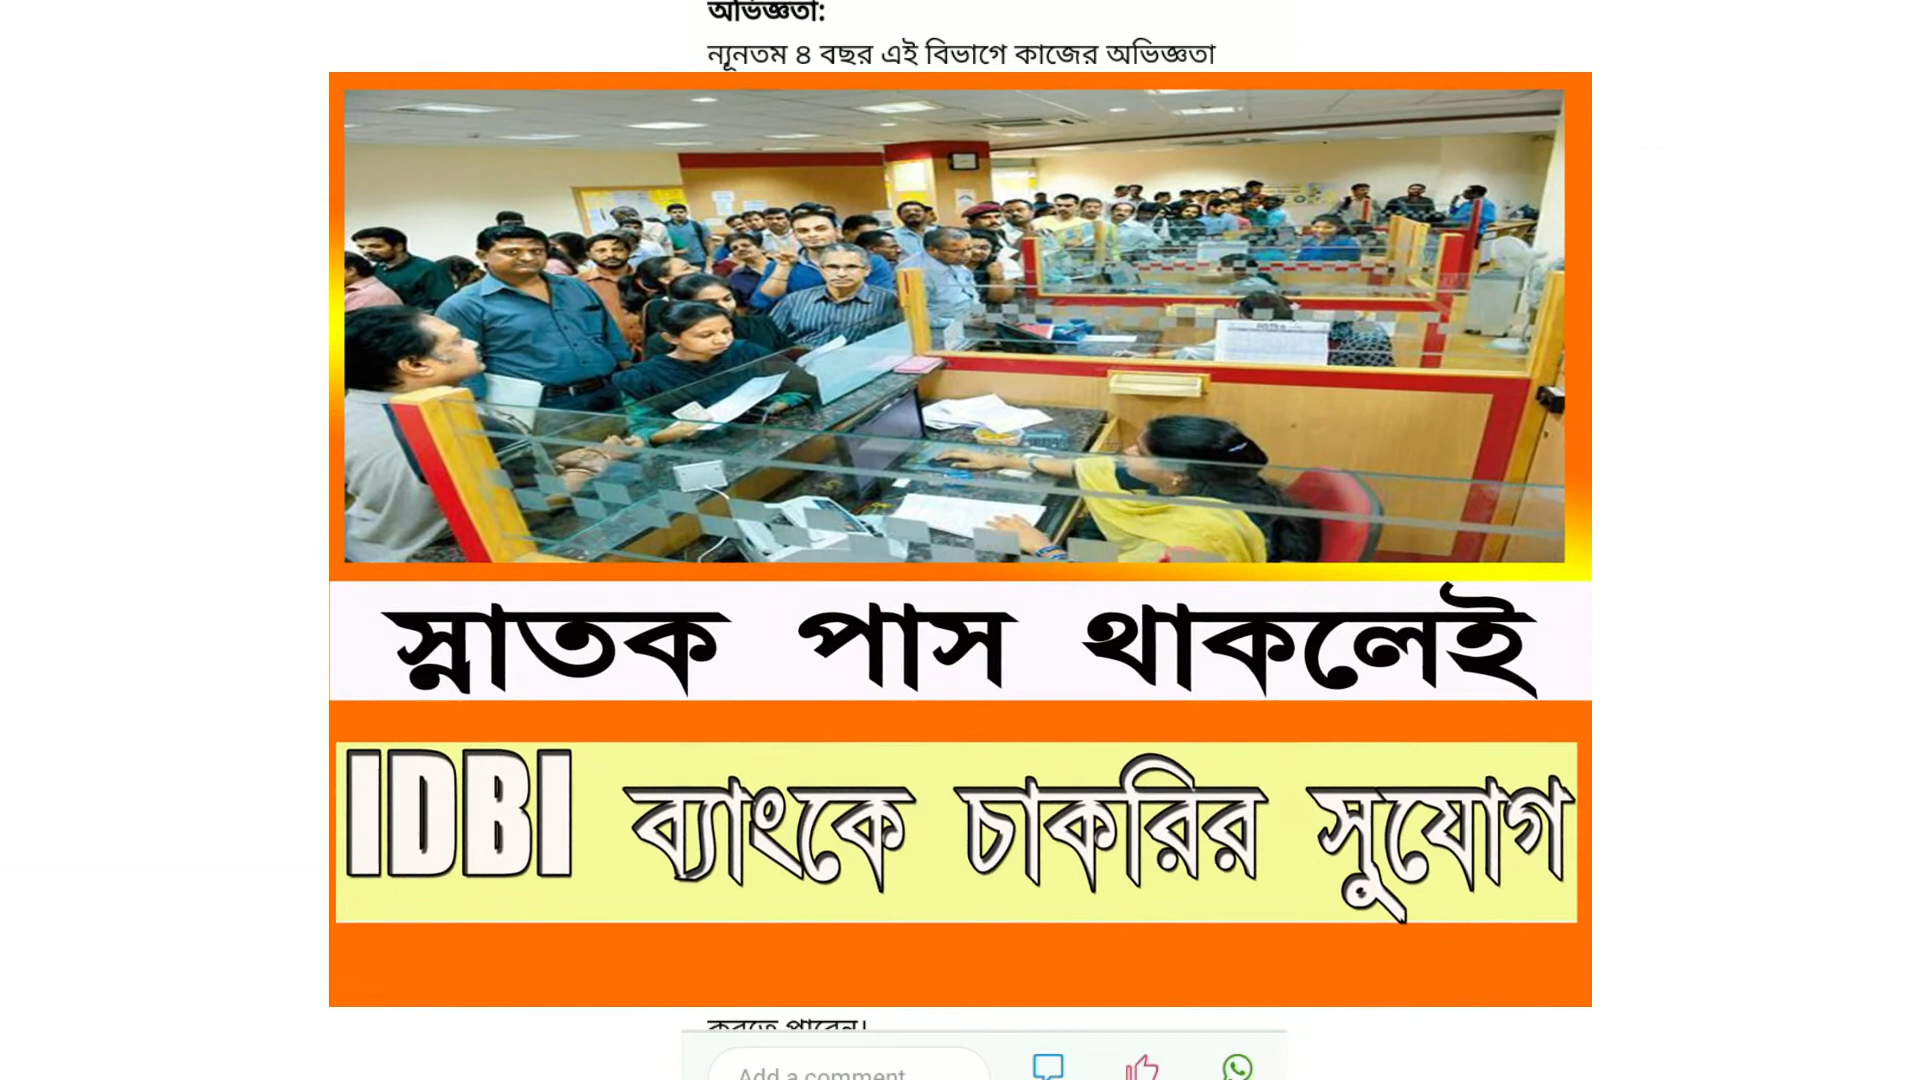 অভিজ্ঞতা:
ন্যূনতম ৪ বছর এই বিভাগে কাজের অভিজ্ঞতা
স্নাতক পাস থাকলেই
IDBI ব্যাংকে চাকরির সুযোগ
করতে পারেন।
Add a comment